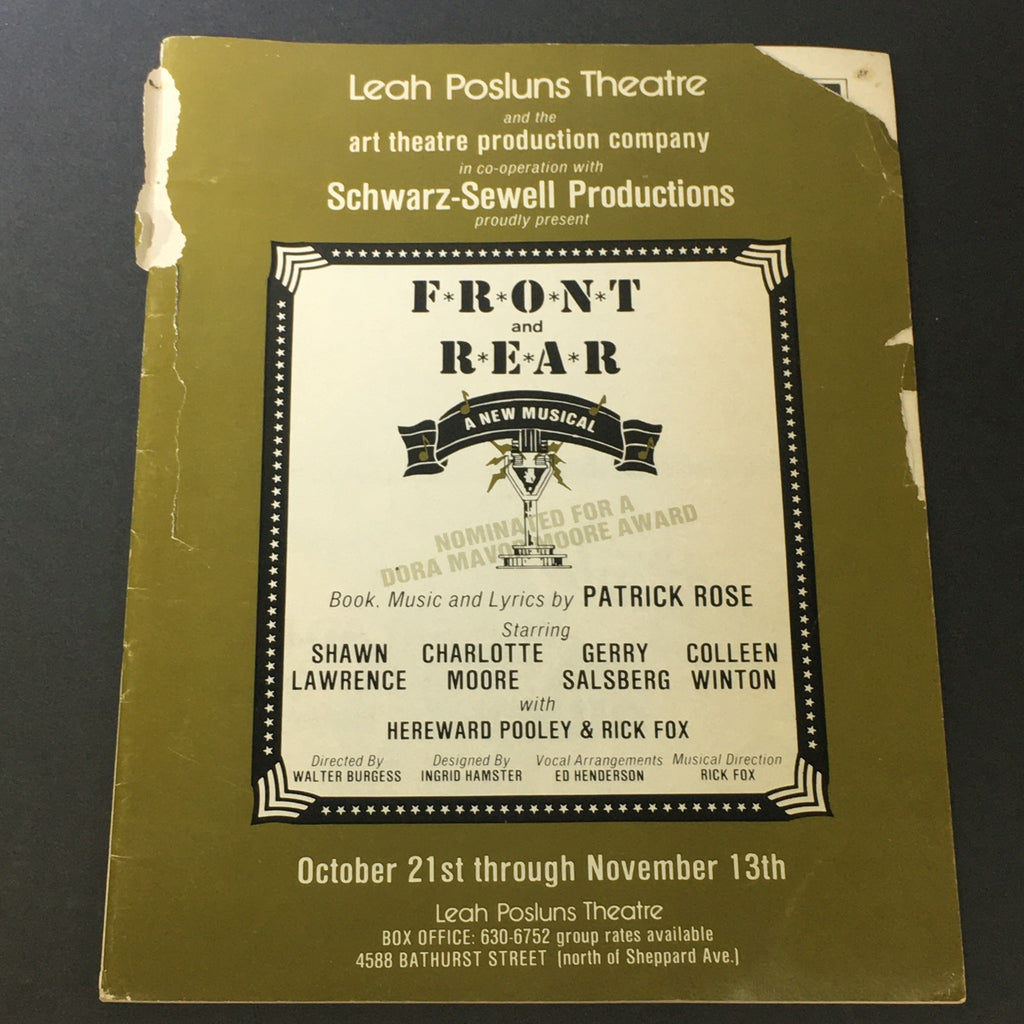 Leah Posluns Theatre
and the
art theatre production company
in co-operation with
Schwarz-Sewell Productions
proudly present
F*R*O*N*T
and
R*E*A*R
A NEW MUSICAL
NOMINATED FOR A
DORA MAVOR MOORE AWARD
Book, Music and Lyrics by PATRICK ROSE
Starring
SHAWN CHARLOTTE GERRY COLLEEN
LAWRENCE MOORE SALSBERG WINTON
with
HEREWARD POOLEY & RICK FOX
Directed By Designed By Vocal Arrangements Musical Direction
WALTER BURGESS INGRID HAMSTER ED HENDERSON RICK FOX
October 21st through November 13th
Leah Posluns Theatre
BOX OFFICE: 630-6752 group rates available
4588 BATHURST STREET (north of Sheppard Ave.)